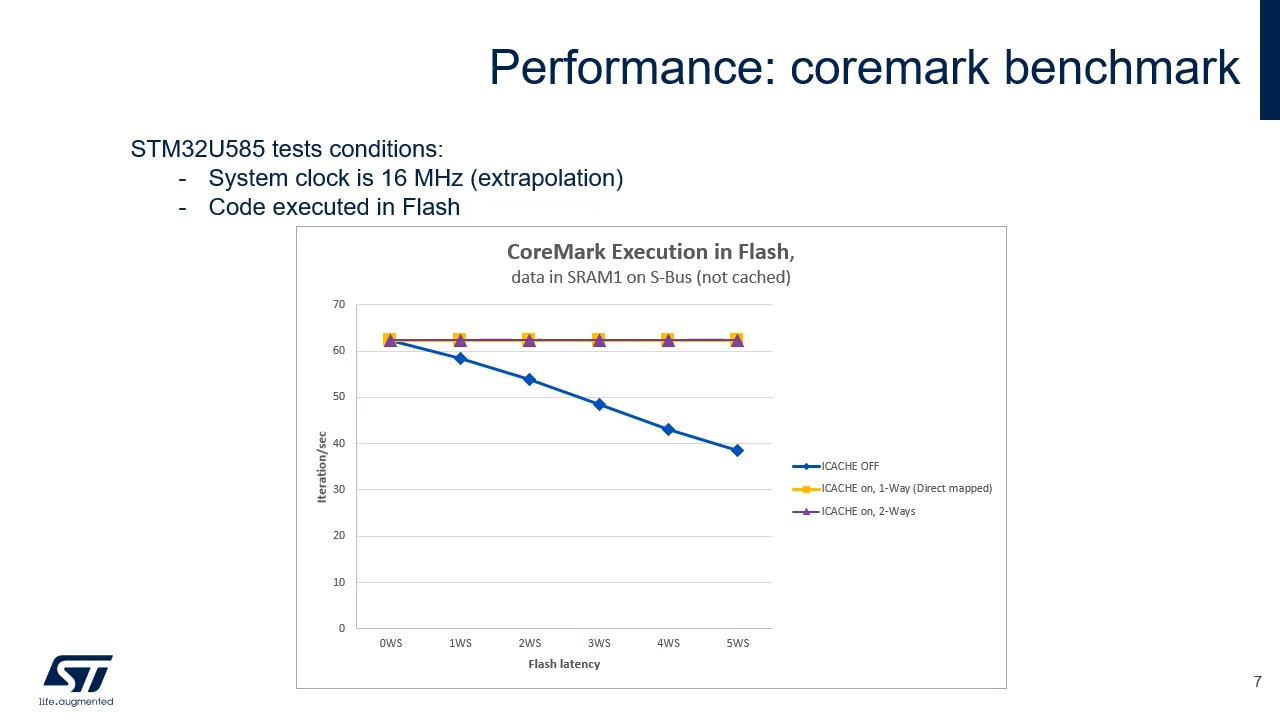 Performance: coremark benchmark
STM32U585 tests conditions:
- System clock is 16 MHz (extrapolation)
- Code executed in Flash
CoreMark Execution in Flash,
data in SRAM1 on S-Bus (not cached)
70
60
50
40
30
20
10
0
Iteration/sec
0WS 1WS 2WS 3WS 4WS 5WS
Flash latency
ICACHE OFF
ICACHE on, 1-Way (Direct mapped)
ICACHE on, 2-Ways
ST
life.augmented
7